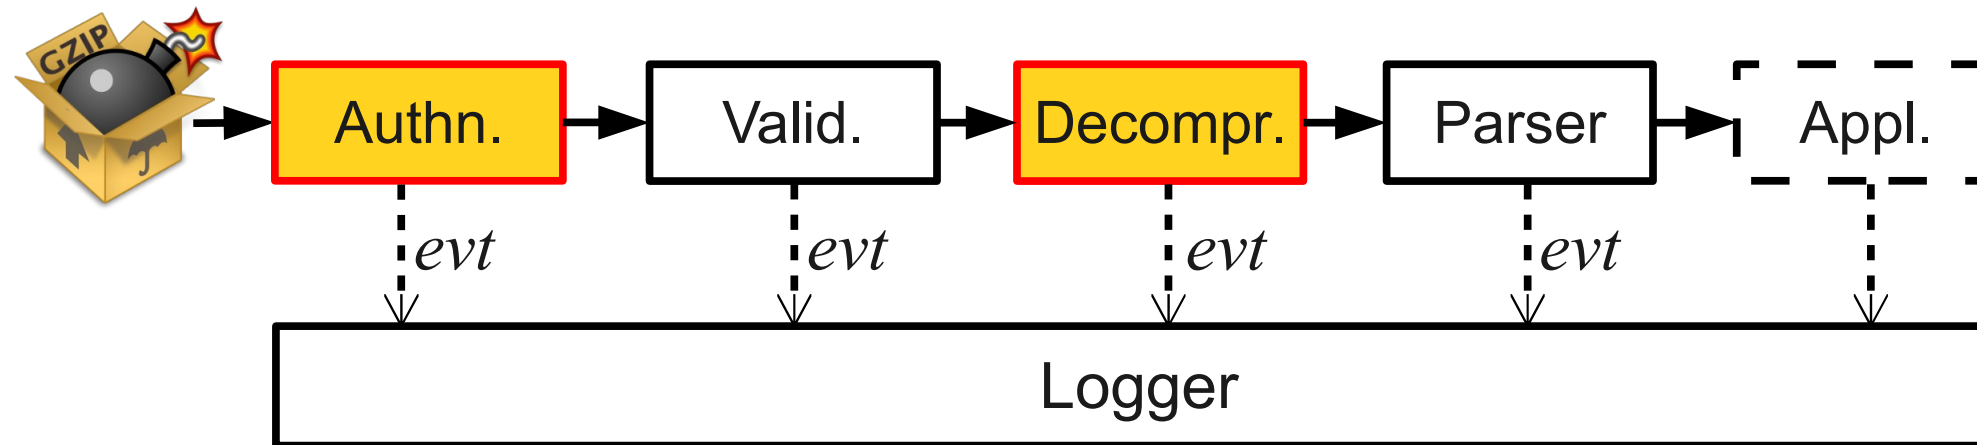 GZIP
Authn.
Valid.
Decompr.
Parser
Appl.
evt
evt
evt
evt
Logger